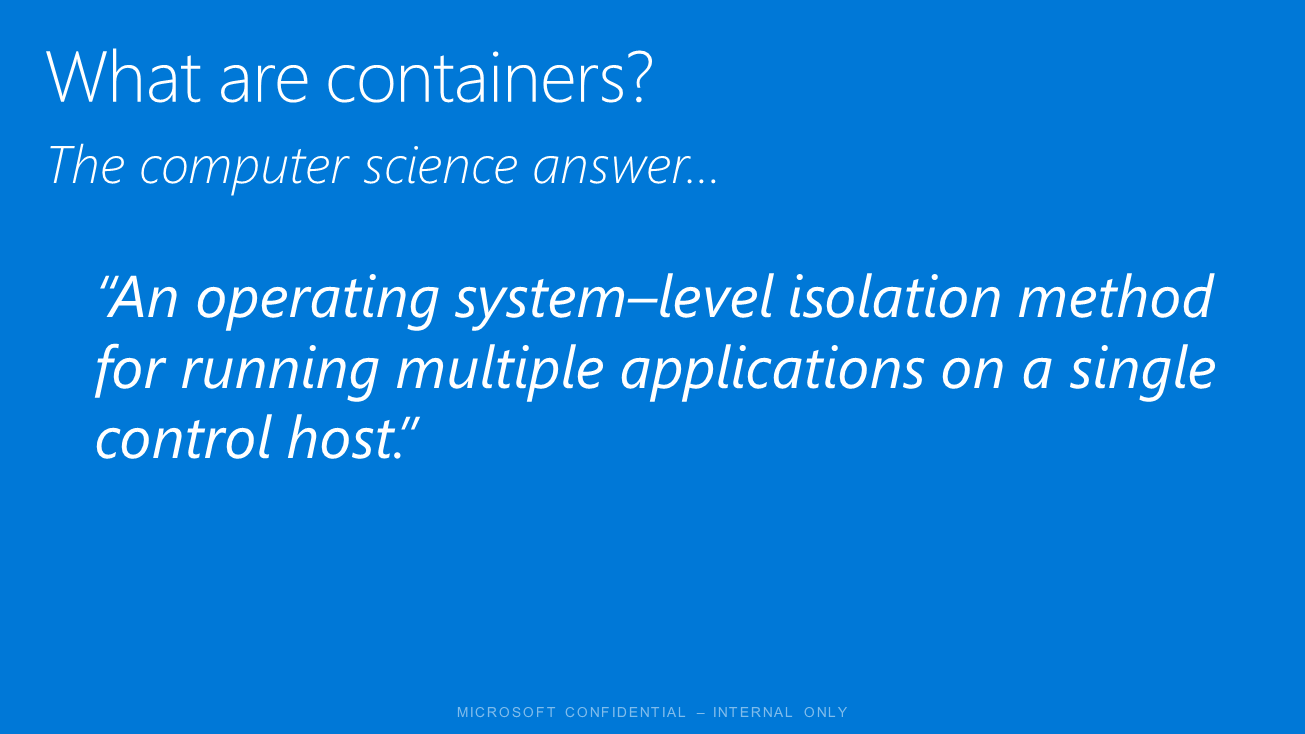 What are containers?
The computer science answer...
“An operating system–level isolation method
for running multiple applications on a single
control host.”
MICROSOFT CONFIDENTIAL – INTERNAL ONLY